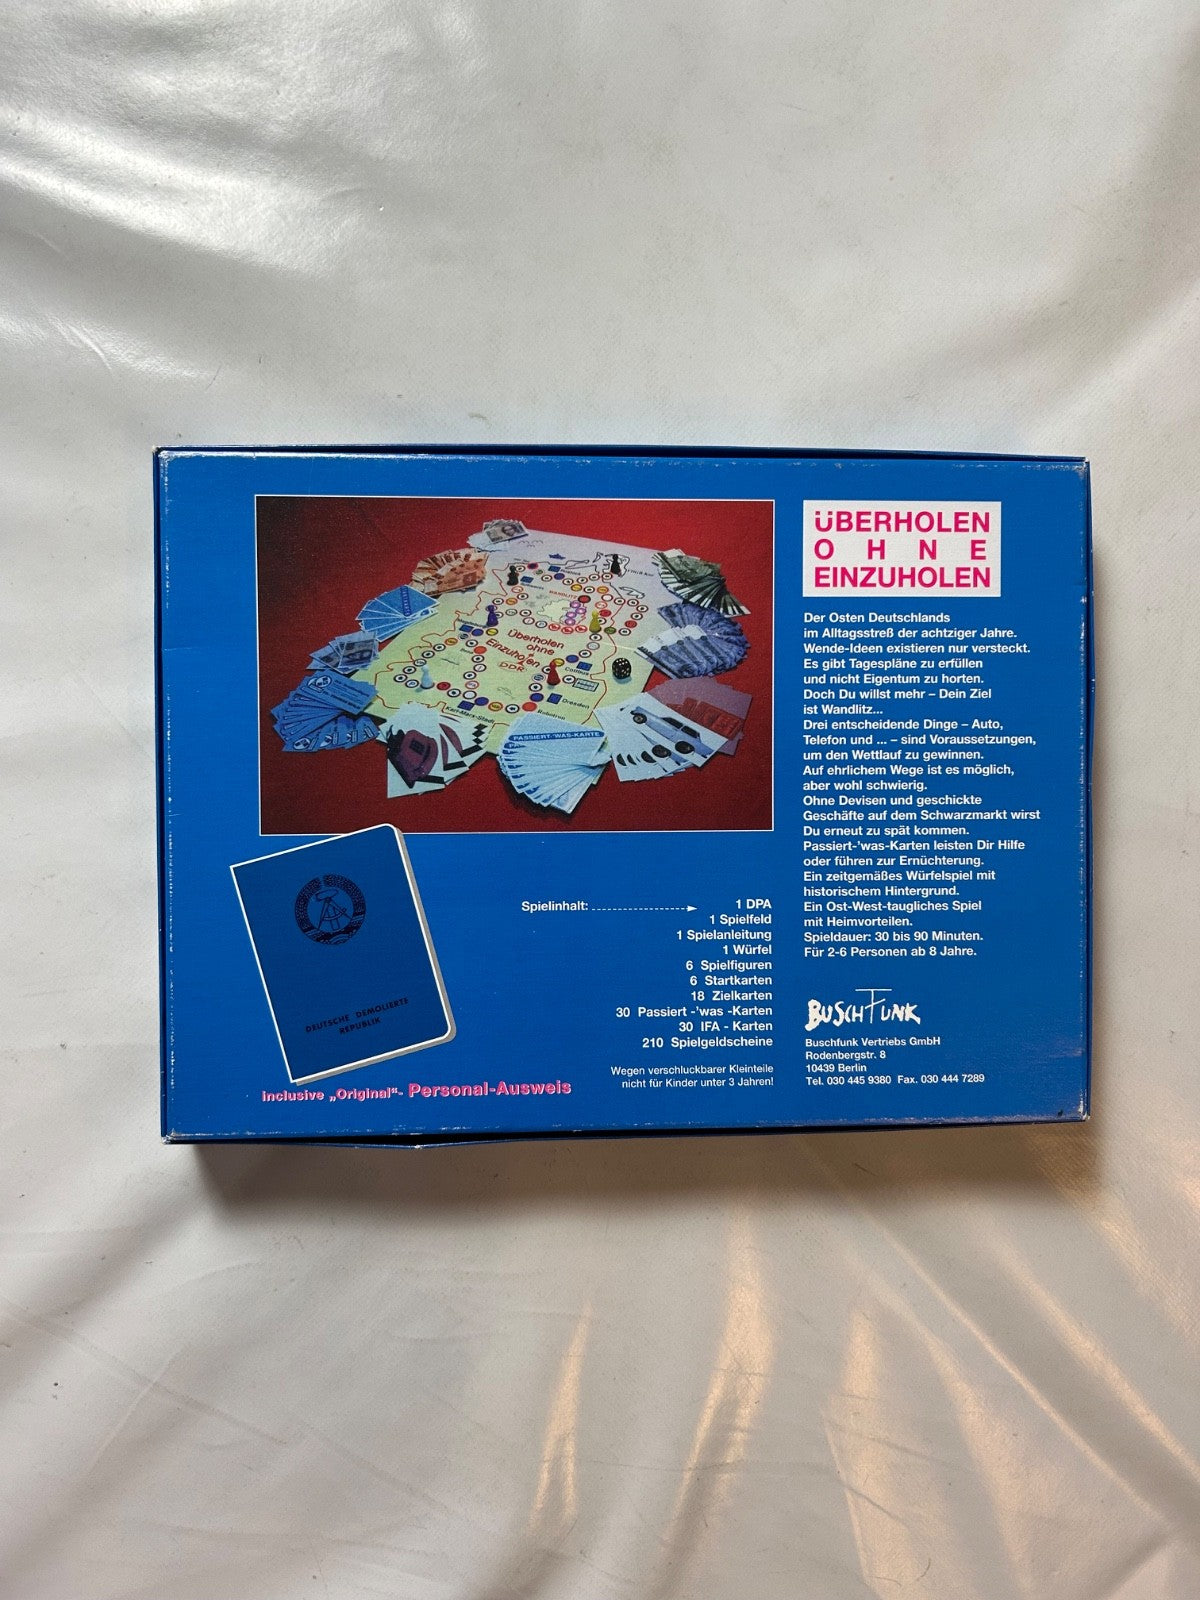 ÜBERHOLEN
OHNE
EINZUHOLEN
Der Osten Deutschlands
im Alltagsstreß der achtziger Jahre.
Wende-Ideen existieren nur versteckt.
Es gibt Tagespläne zu erfüllen
und nicht Eigentum zu horten.
Doch Du willst mehr – Dein Ziel
ist Wandlitz...
Drei entscheidende Dinge – Auto,
Telefon und ... – sind Voraussetzungen,
um den Wettlauf zu gewinnen.
Auf ehrlichem Wege ist es möglich,
aber wohl schwierig.
Ohne Devisen und geschickte
Geschäfte auf dem Schwarzmarkt wirst
Du erneut zu spät kommen.
Passiert-'was-Karten leisten Dir Hilfe
oder führen zur Ernüchterung.
Ein zeitgemäßes Würfelspiel mit
historischem Hintergrund.
Ein Ost-West-taugliches Spiel
mit Heimvorteilen.
Spieldauer: 30 bis 90 Minuten.
Für 2-6 Personen ab 8 Jahre.
BUSCHFUNK
Buschfunk Vertriebs GmbH
Rodenbergstr. 8
10439 Berlin
Tel. 030 445 9380 Fax. 030 444 7289
WANDLITZ
Überholen
ohne
Einzuholen
DDR
Cottbus
Dresden
Robotron
Karl-Marx-Stadt
PASSIERT-'WAS-KARTE
Spielinhalt: 1 DPA
1 Spielfeld
1 Spielanleitung
1 Würfel
6 Spielfiguren
6 Startkarten
18 Zielkarten
30 Passiert -'was -Karten
30 IFA - Karten
210 Spielgeldscheine
Wegen verschluckbarer Kleinteile
nicht für Kinder unter 3 Jahren!
DEUTSCHE DEMOLIERTE
REPUBLIK
inclusive „Original“- Personal-Ausweis